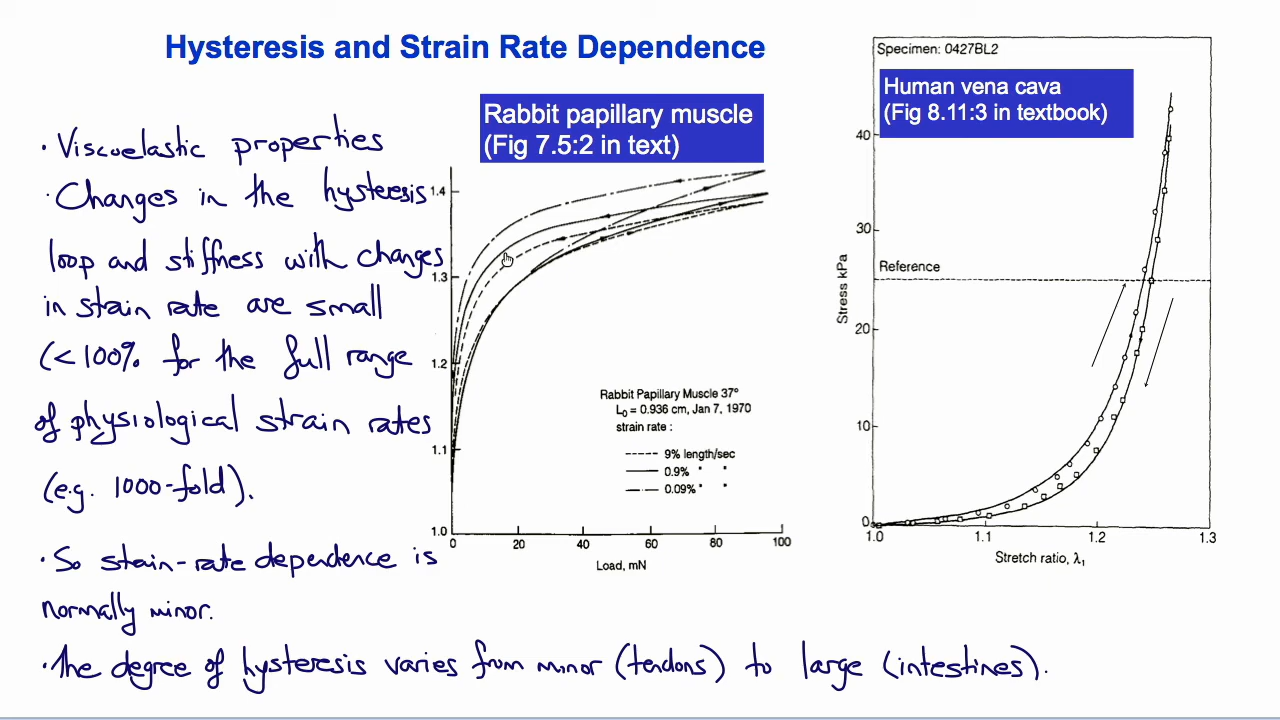 Hysteresis and Strain Rate Dependence
• Viscoelastic properties
• Changes in the hysteresis
loop and stiffness with changes
in stain rate are small
(<100% for the full range
of physiological strain rates
(e.g. 1000-fold).
• So stain-rate dependence is
normally minor.
• The degree of hysteresis varies from minor (tendons) to large (intestines).
Rabbit papillary muscle
(Fig 7.5:2 in text)
1.4
1.3
1.2
1.1
1.0
Rabbit Papillary Muscle 37°
L₀ = 0.936 cm, Jan 7, 1970
strain rate :
9% length/sec
0.9% " "
0.09% " "
0 20 40 60 80 100
Load, mN
Specimen: 0427BL2
Human vena cava
(Fig 8.11:3 in textbook)
40
30
Reference
Stress kPa
20
10
0
1.0 1.1 1.2 1.3
Stretch ratio, λ₁